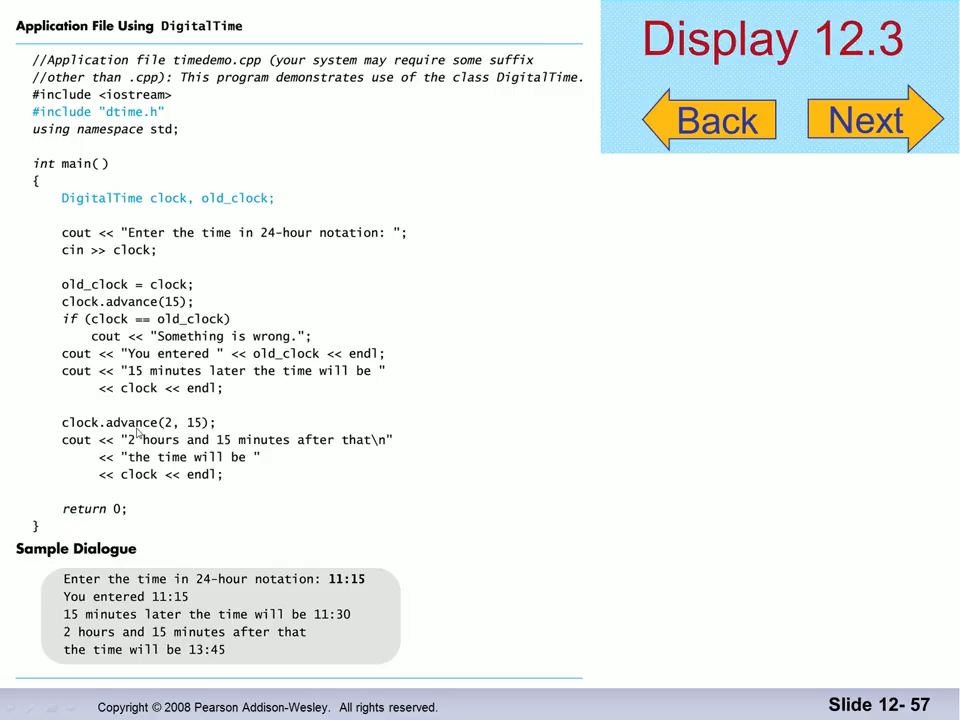 Application File Using DigitalTime
//Application file timedemo.cpp (your system may require some suffix
//other than .cpp): This program demonstrates use of the class DigitalTime.
#include <iostream>
#include "dtime.h"
using namespace std;
int main( )
{
DigitalTime clock, old_clock;
cout << "Enter the time in 24-hour notation: ";
cin >> clock;
old_clock = clock;
clock.advance(15);
if (clock == old_clock)
cout << "Something is wrong.";
cout << "You entered " << old_clock << endl;
cout << "15 minutes later the time will be "
<< clock << endl;
clock.advance(2, 15);
cout << "2 hours and 15 minutes after that\n"
<< "the time will be "
<< clock << endl;
return 0;
}
Sample Dialogue
Enter the time in 24-hour notation: 11:15
You entered 11:15
15 minutes later the time will be 11:30
2 hours and 15 minutes after that
the time will be 13:45
Display 12.3
Back
Next
Copyright © 2008 Pearson Addison-Wesley. All rights reserved.
Slide 12- 57